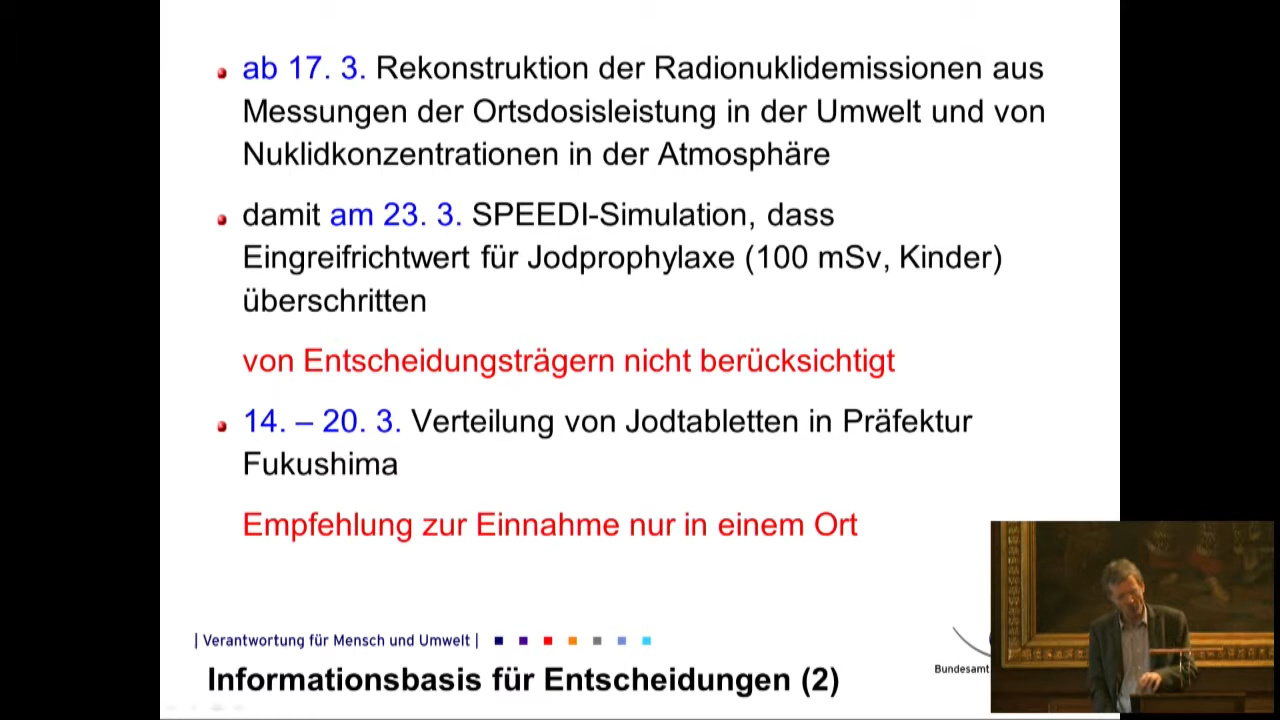 ab 17. 3. Rekonstruktion der Radionuklidemissionen aus
Messungen der Ortsdosisleistung in der Umwelt und von
Nuklidkonzentrationen in der Atmosphäre
damit am 23. 3. SPEEDI-Simulation, dass
Eingreifrichtwert für Jodprophylaxe (100 mSv, Kinder)
überschritten
von Entscheidungsträgern nicht berücksichtigt
14. – 20. 3. Verteilung von Jodtabletten in Präfektur
Fukushima
Empfehlung zur Einnahme nur in einem Ort
| Verantwortung für Mensch und Umwelt |
Bundesamt
Informationsbasis für Entscheidungen (2)